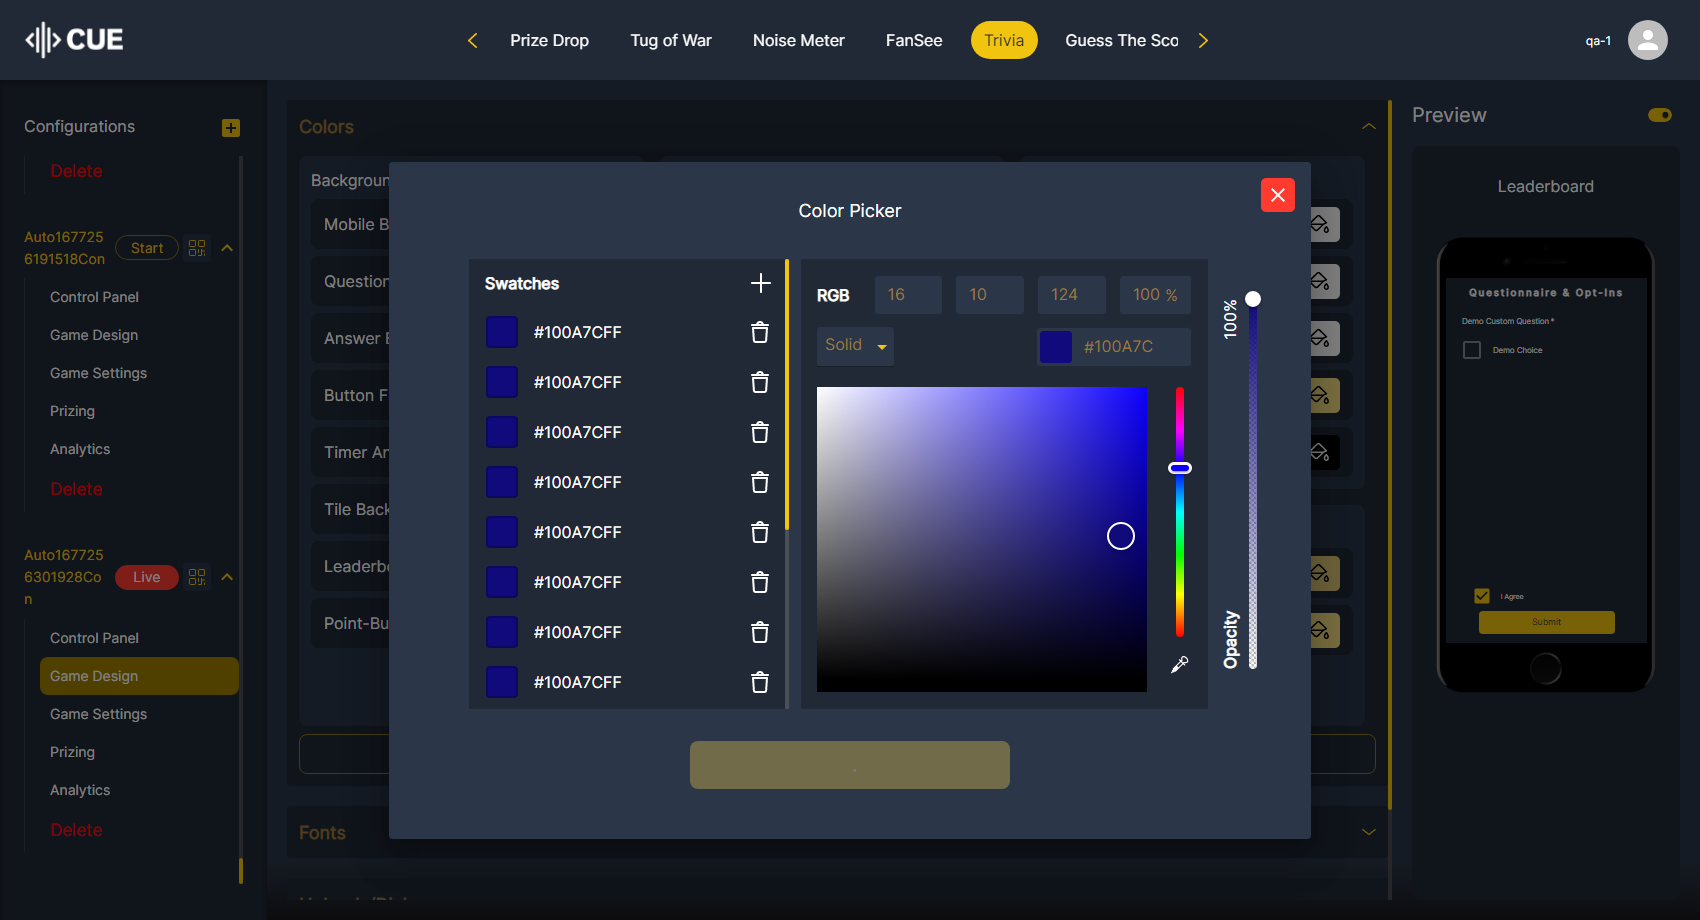 CUE
Prize Drop
Tug of War
Noise Meter
FanSee
Trivia
Guess The Sco
qa-1
Configurations
Delete
Auto167725
6191518Con
Start
Control Panel
Game Design
Game Settings
Prizing
Analytics
Delete
Auto167725
6301928Co
n
Live
Control Panel
Game Design
Game Settings
Prizing
Analytics
Delete
Colors
Backgroun
Mobile B
Question
Answer B
Button F
Timer An
Tile Back
Leaderbo
Point-Bu
Fonts
Color Picker
Swatches
#100A7CFF
#100A7CFF
#100A7CFF
#100A7CFF
#100A7CFF
#100A7CFF
#100A7CFF
#100A7CFF
RGB
16
10
124
100 %
Solid
#100A7C
100%
Opacity
Preview
Leaderboard
Questionnaire & Opt-Ins
Demo Custom Question *
Demo Choice
I Agree
Submit